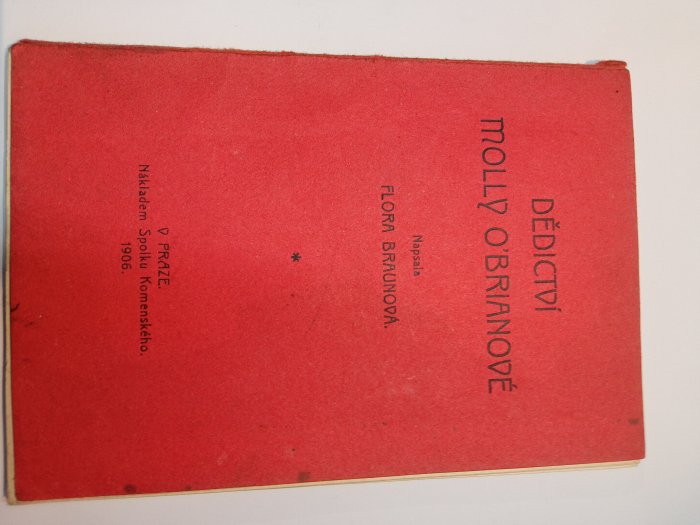 DĚDICTVÍ
MOLLY O'BRIANOVÉ
Napsala
FLORA BRAUNOVÁ.
*
V PRAZE.
Nákladem Spolku Komenského.
1906.